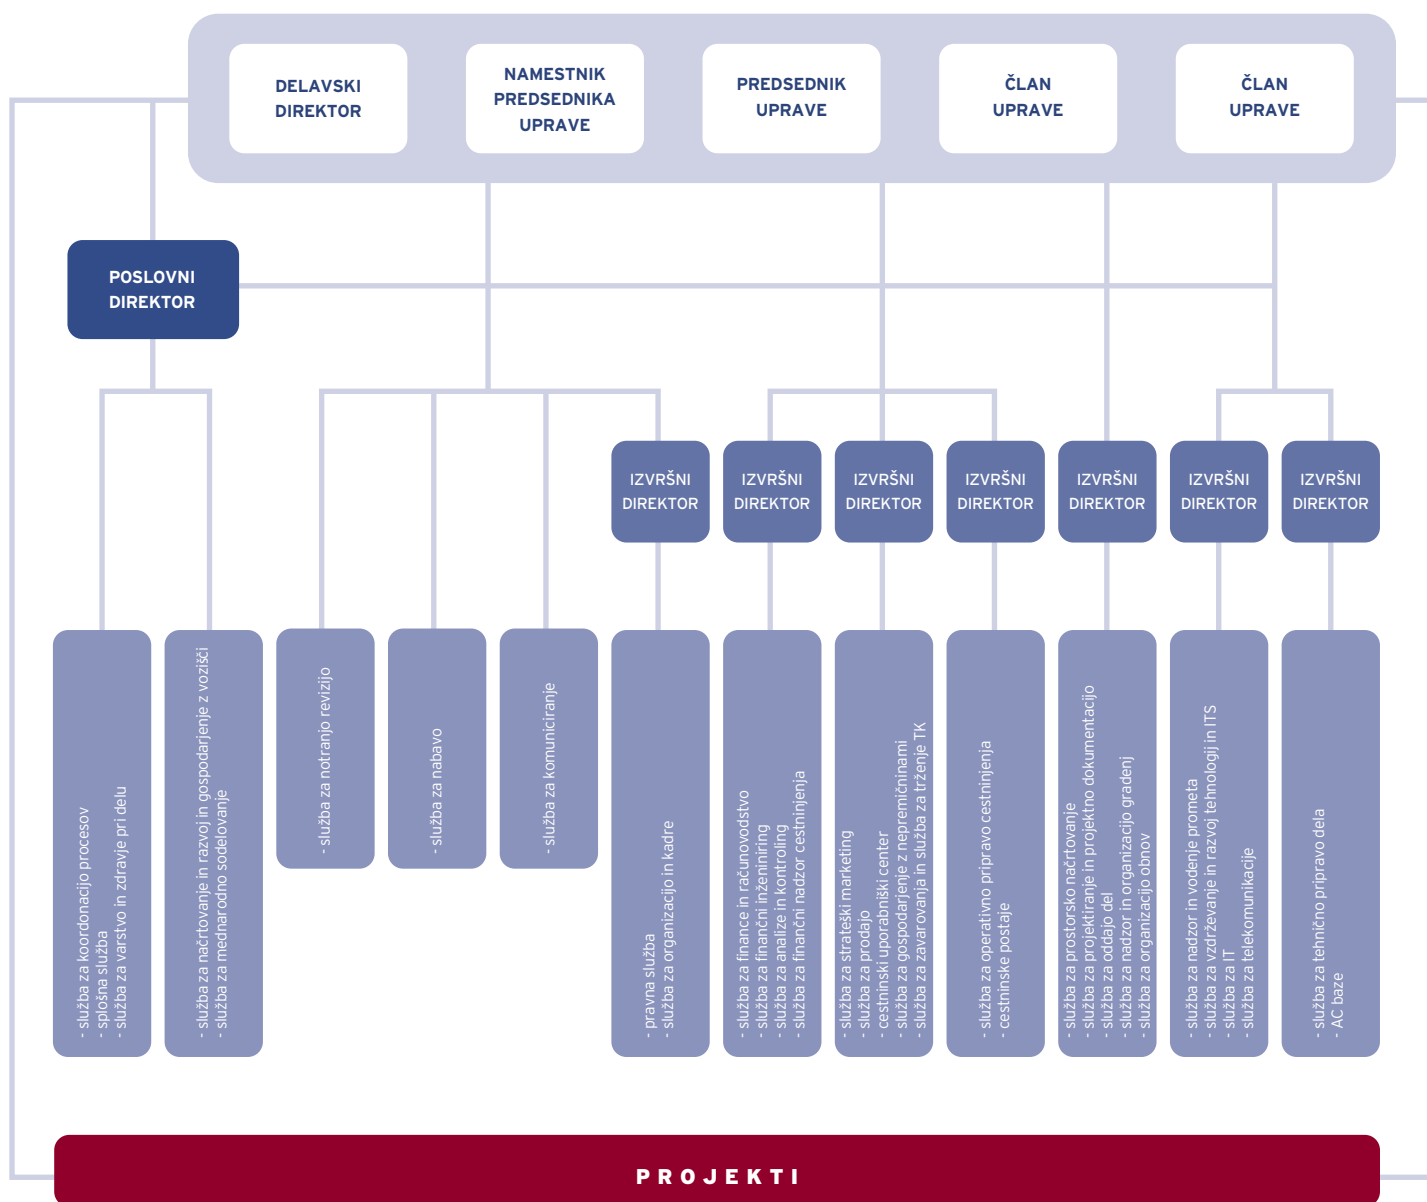 DELAVSKI
DIREKTOR
NAMESTNIK
PREDSEDNIKA
UPRAVE
PREDSEDNIK
UPRAVE
ČLAN
UPRAVE
ČLAN
UPRAVE
POSLOVNI
DIREKTOR
IZVRŠNI
DIREKTOR
IZVRŠNI
DIREKTOR
IZVRŠNI
DIREKTOR
IZVRŠNI
DIREKTOR
IZVRŠNI
DIREKTOR
IZVRŠNI
DIREKTOR
IZVRŠNI
DIREKTOR
- služba za koordonacijo procesov
- splošna služba
- služba za varstvo in zdravje pri delu
- služba za načrtovanje in razvoj in gospodarjenje z vozišči
- služba za mednarodno sodelovanje
- služba za notranjo revizijo
- služba za nabavo
- služba za komuniciranje
- pravna služba
- služba za organizacijo in kadre
- služba za finance in računovodstvo
- služba za finančni inženiniring
- služba za analize in kontroling
- služba za finančni nadzor cestninjenja
- služba za strateški marketing
- služba za prodajo
- cestninski uporabniški center
- služba za gospodarjenje z nepremičninami
- služba za zavarovanja in služba za trženje TK
- služba za operativno pripravo cestninjenja
- cestninske postaje
- služba za prostorsko načrtovanje
- služba za projektiranje in projektno dokumentacijo
- služba za oddajo del
- služba za nadzor in organizacijo gradenj
- služba za organizacijo obnov
- služba za nadzor in vodenje prometa
- služba za vzdrževanje in razvoj tehnologij in ITS
- služba za IT
- služba za telekomunikacije
- služba za tehnično pripravo dela
- AC baze
PROJEKTI